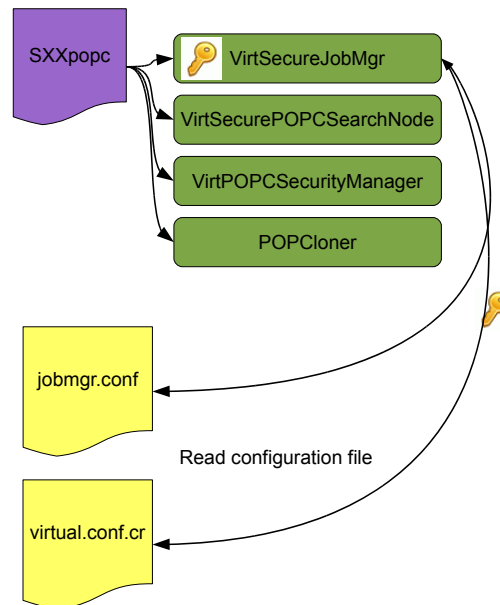 SXXpopc
VirtSecureJobMgr
VirtSecurePOPCSearchNode
VirtPOPCSecurityManager
POPCloner
jobmgr.conf
Read configuration file
virtual.conf.cr